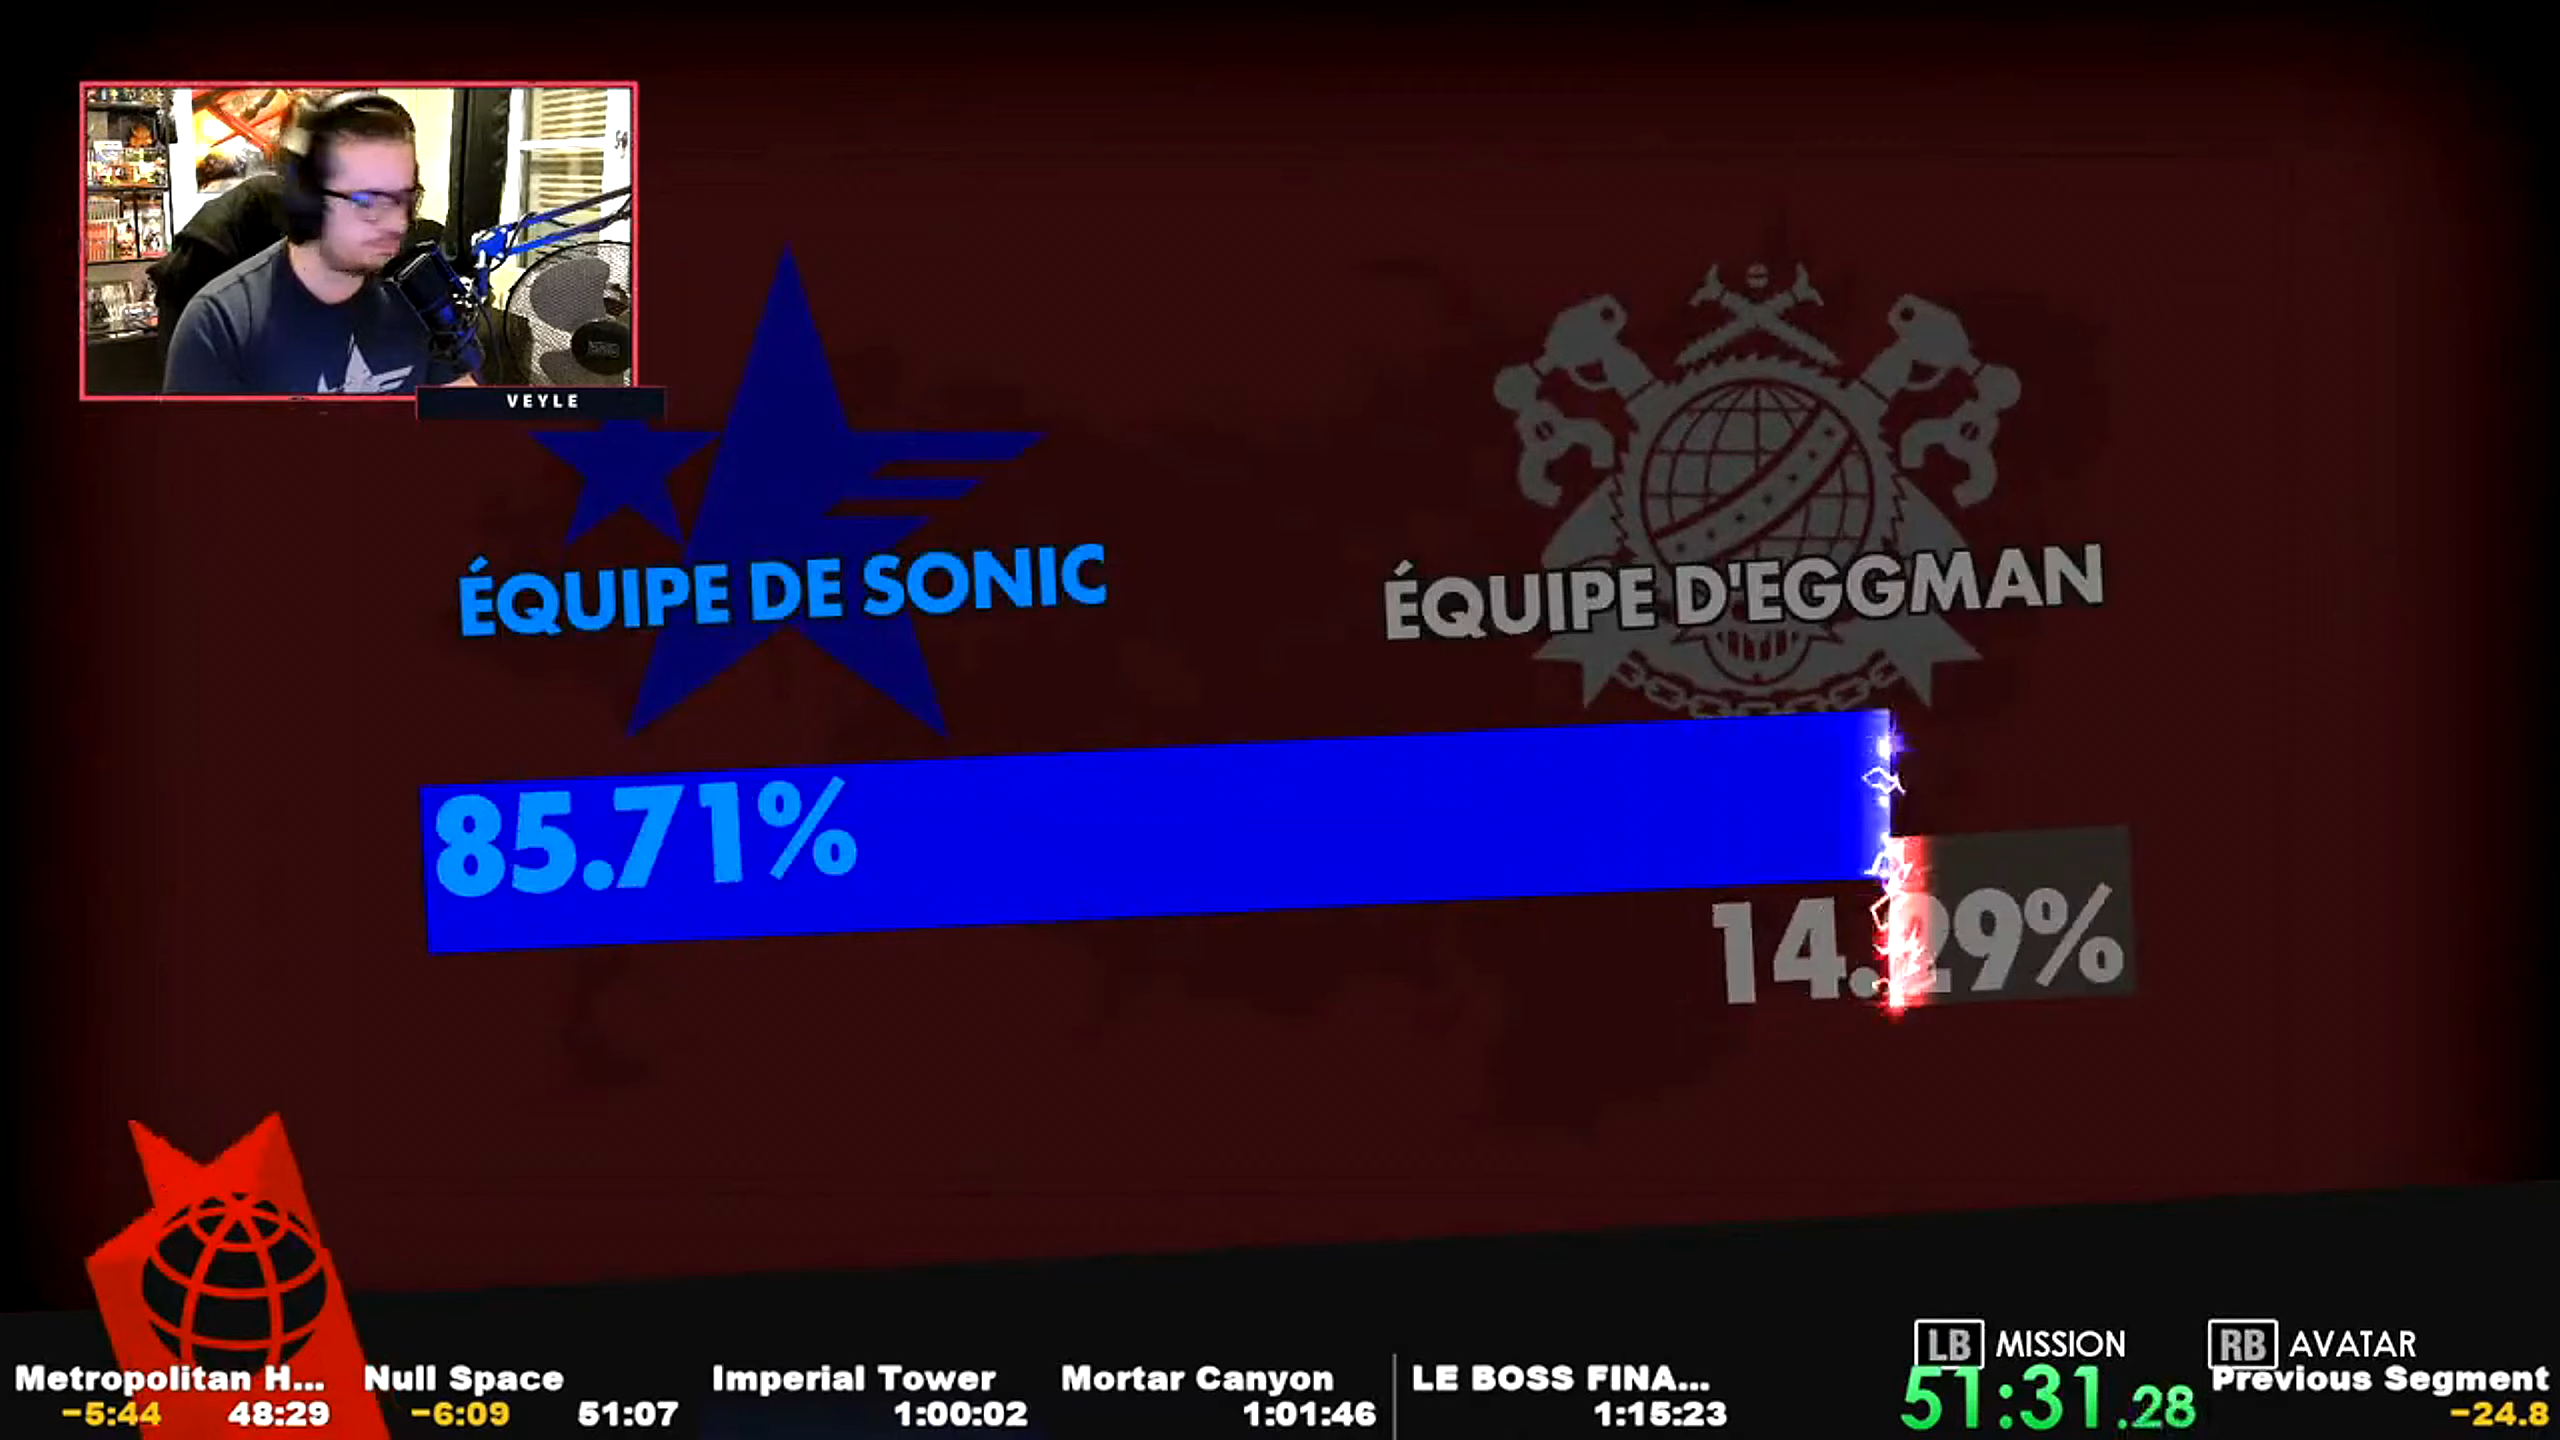 VEYLE
ÉQUIPE DE SONIC
ÉQUIPE D'EGGMAN
85.71%
14.29%
LB MISSION
RB AVATAR
Metropolitan H...
-5:44 48:29
Null Space
-6:09 51:07
Imperial Tower
1:00:02
Mortar Canyon
1:01:46
LE BOSS FINA...
1:15:23
51:31.28
Previous Segment
-24.8